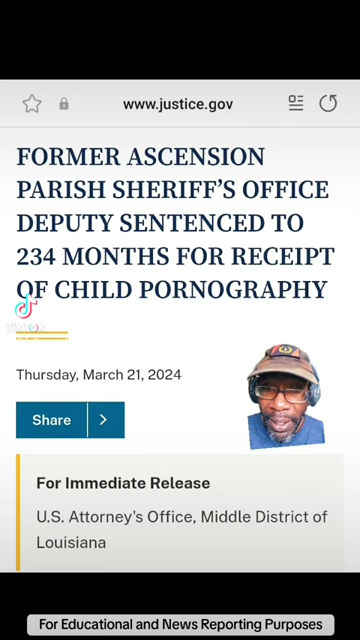 www.justice.gov
FORMER ASCENSION
PARISH SHERIFF'S OFFICE
DEPUTY SENTENCED TO
234 MONTHS FOR RECEIPT
OF CHILD PORNOGRAPHY
Thursday, March 21, 2024
Share
For Immediate Release
U.S. Attorney's Office, Middle District of
Louisiana
For Educational and News Reporting Purposes